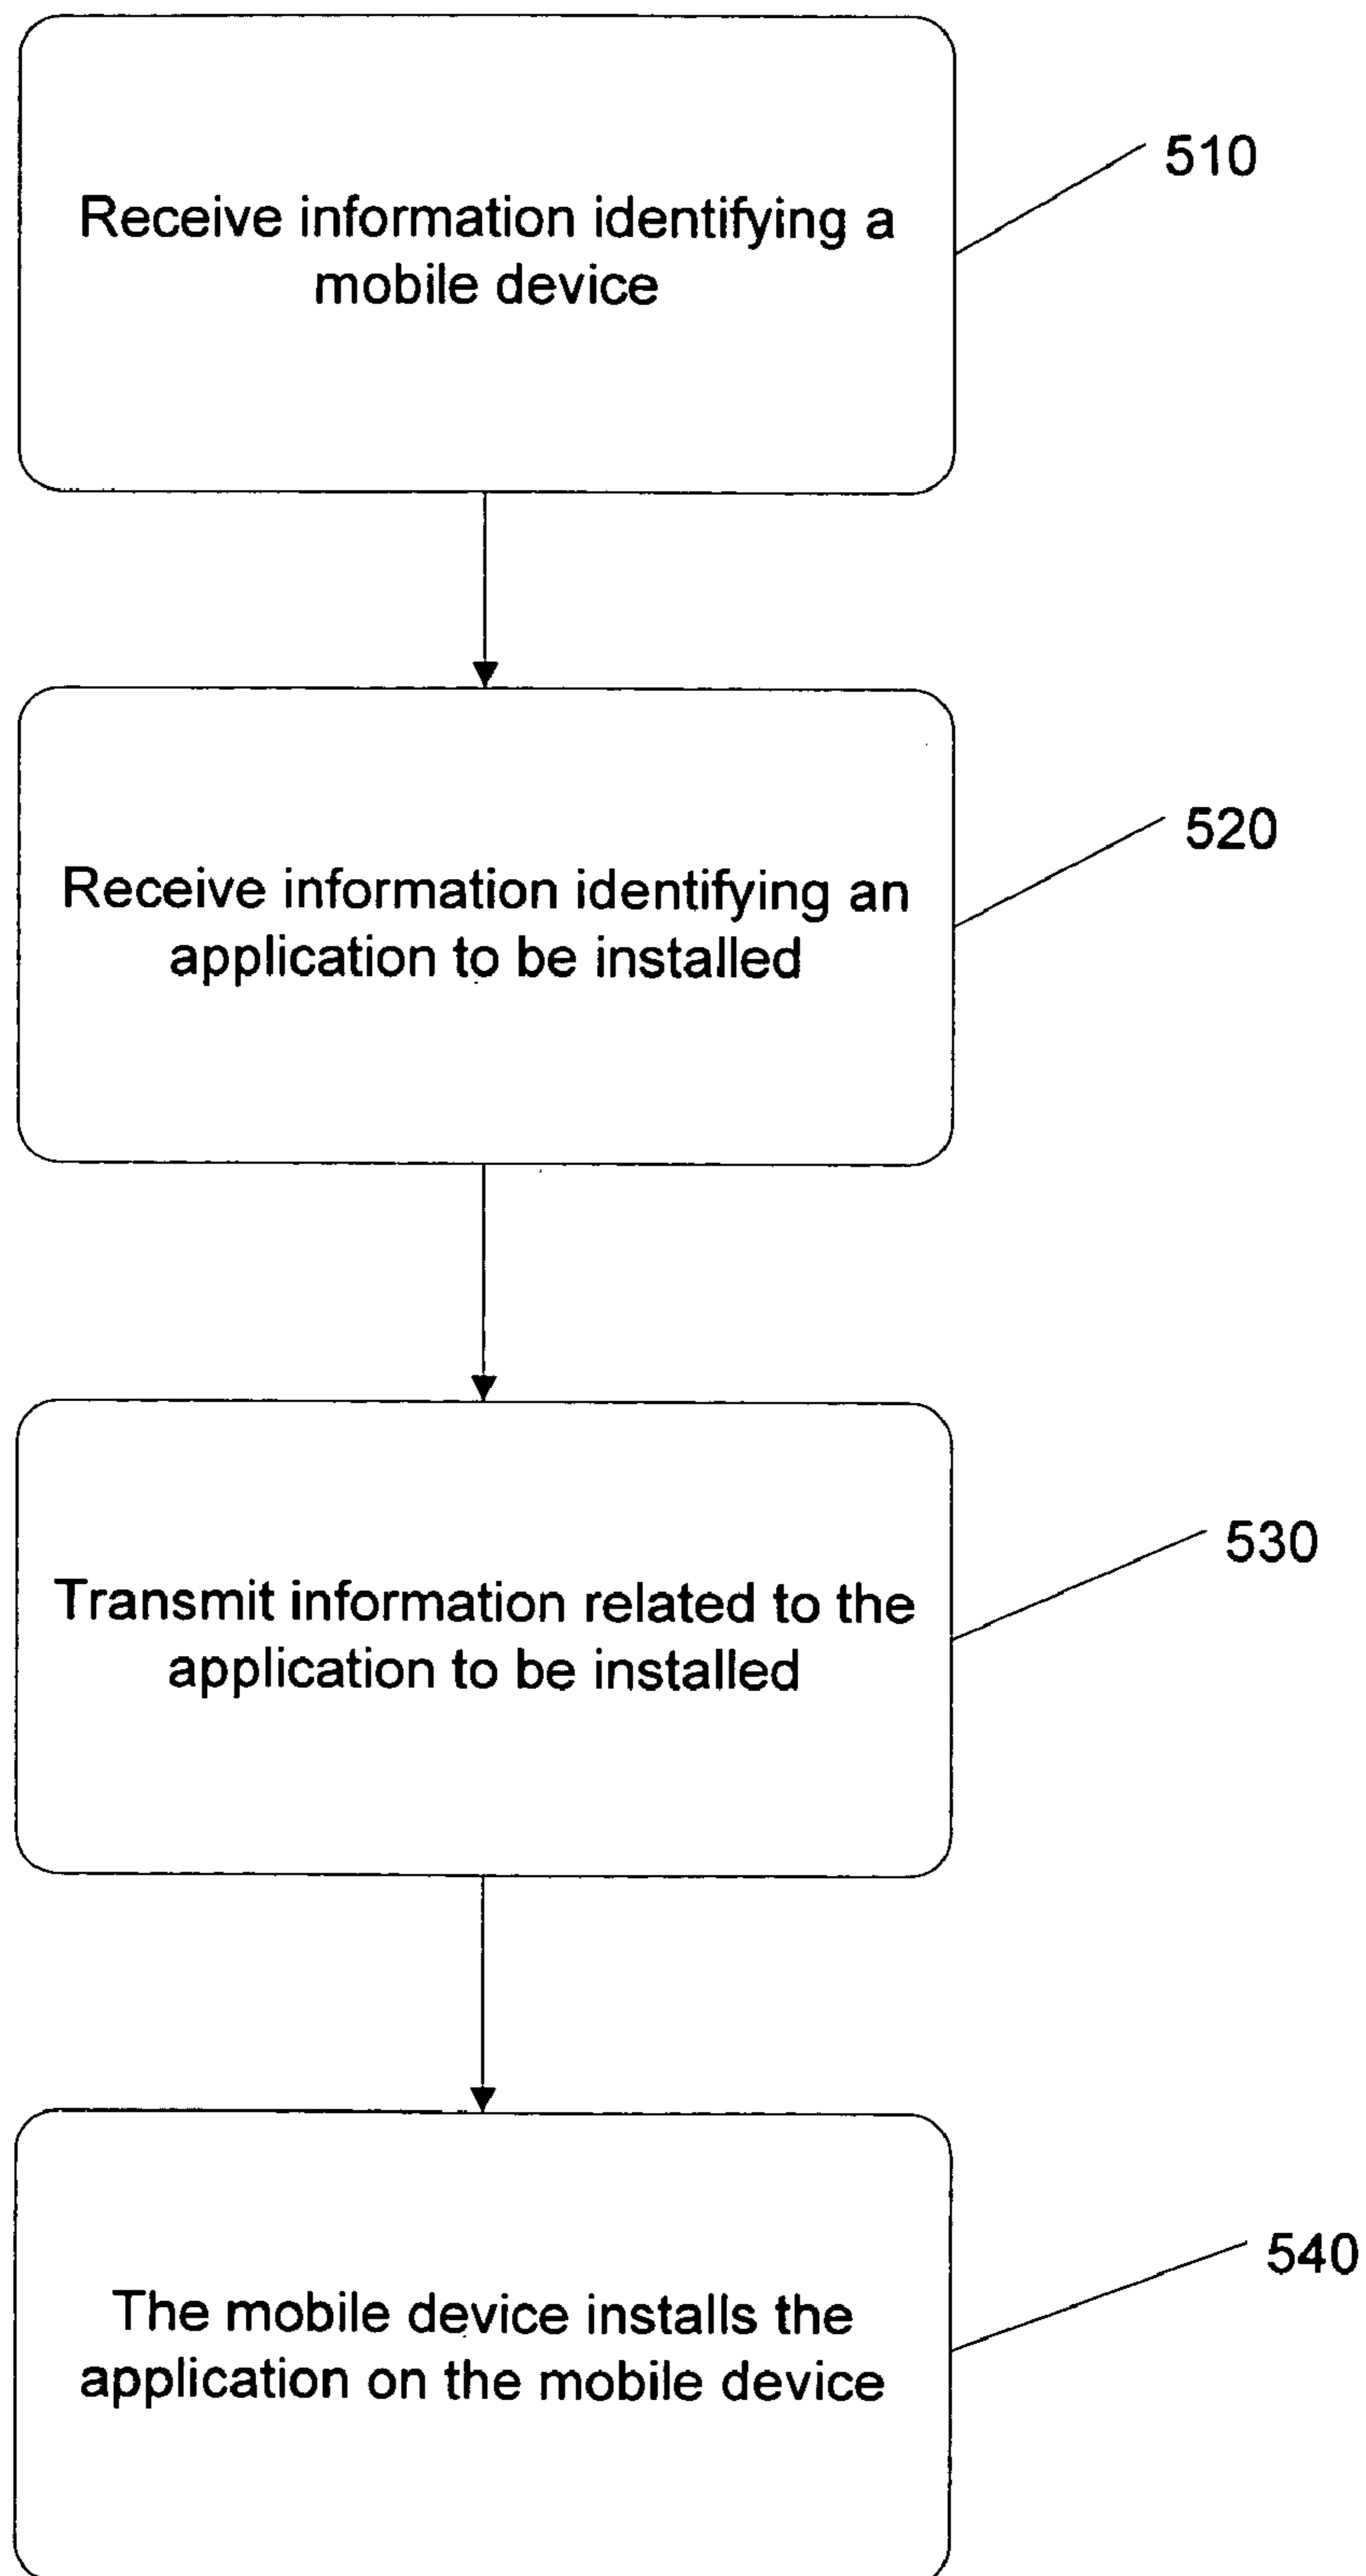 Receive information identifying a
mobile device
510
Receive information identifying an
application to be installed
520
Transmit information related to the
application to be installed
530
The mobile device installs the
application on the mobile device
540